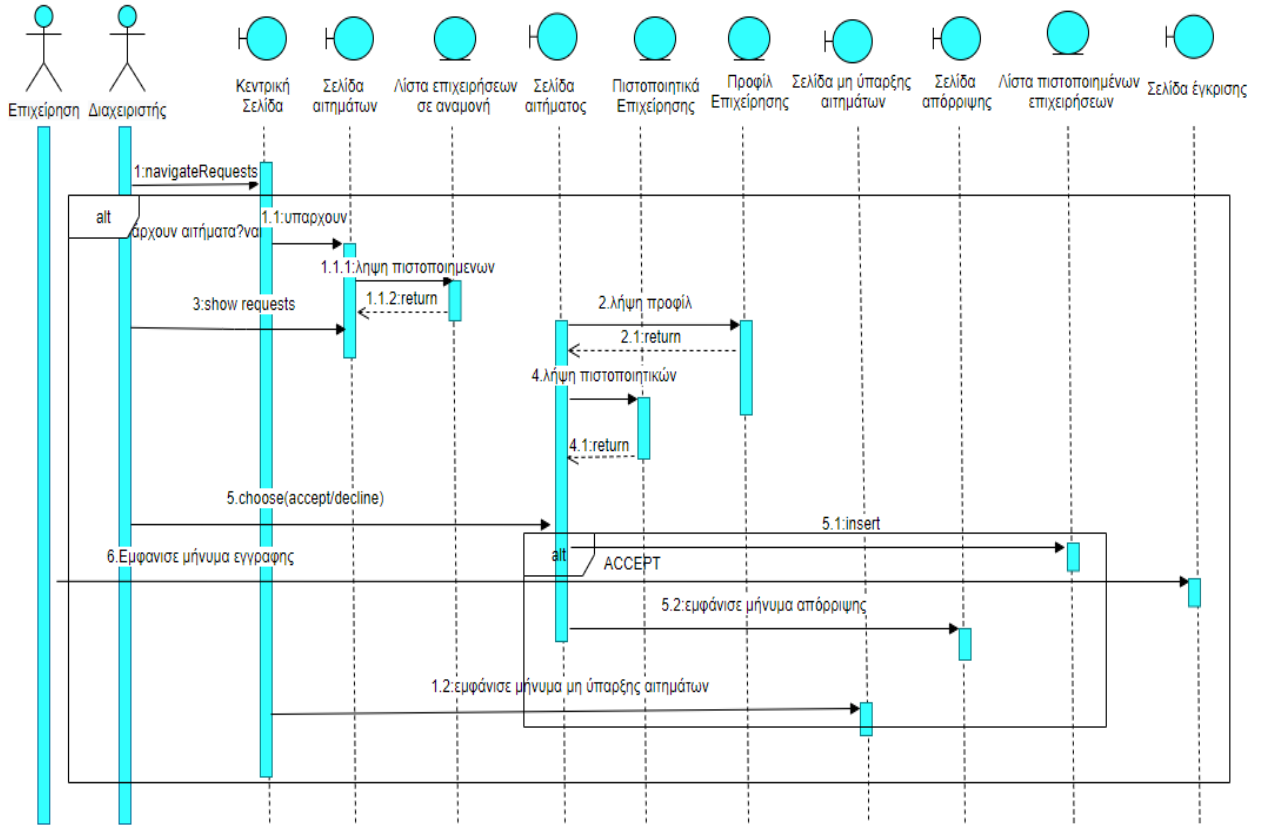 Επιχείρηση
Διαχειριστής
Κεντρική
Σελίδα
Σελίδα
αιτημάτων
Λίστα επιχειρήσεων
σε αναμονή
Σελίδα
αιτήματος
Πιστοποιητικά
Επιχείρησης
Προφίλ
Επιχείρησης
Σελίδα μη ύπαρξης
αιτημάτων
Σελίδα
απόρριψης
Λίστα πιστοποιημένων
επιχειρήσεων
Σελίδα έγκρισης
1:navigateRequests
alt
άρχουν αιτήματα?ναι
1.1:υπαρχουν
1.1.1:ληψη πιστοποιημενων
1.1.2:return
3:show requests
2.λήψη προφίλ
2.1:return
4.λήψη πιστοποιητικών
4.1:return
5.choose(accept/decline)
5.1:insert
alt
ACCEPT
6.Εμφανισε μήνυμα εγγραφης
5.2:εμφάνισε μήνυμα απόρριψης
1.2:εμφάνισε μήνυμα μη ύπαρξης αιτημάτων